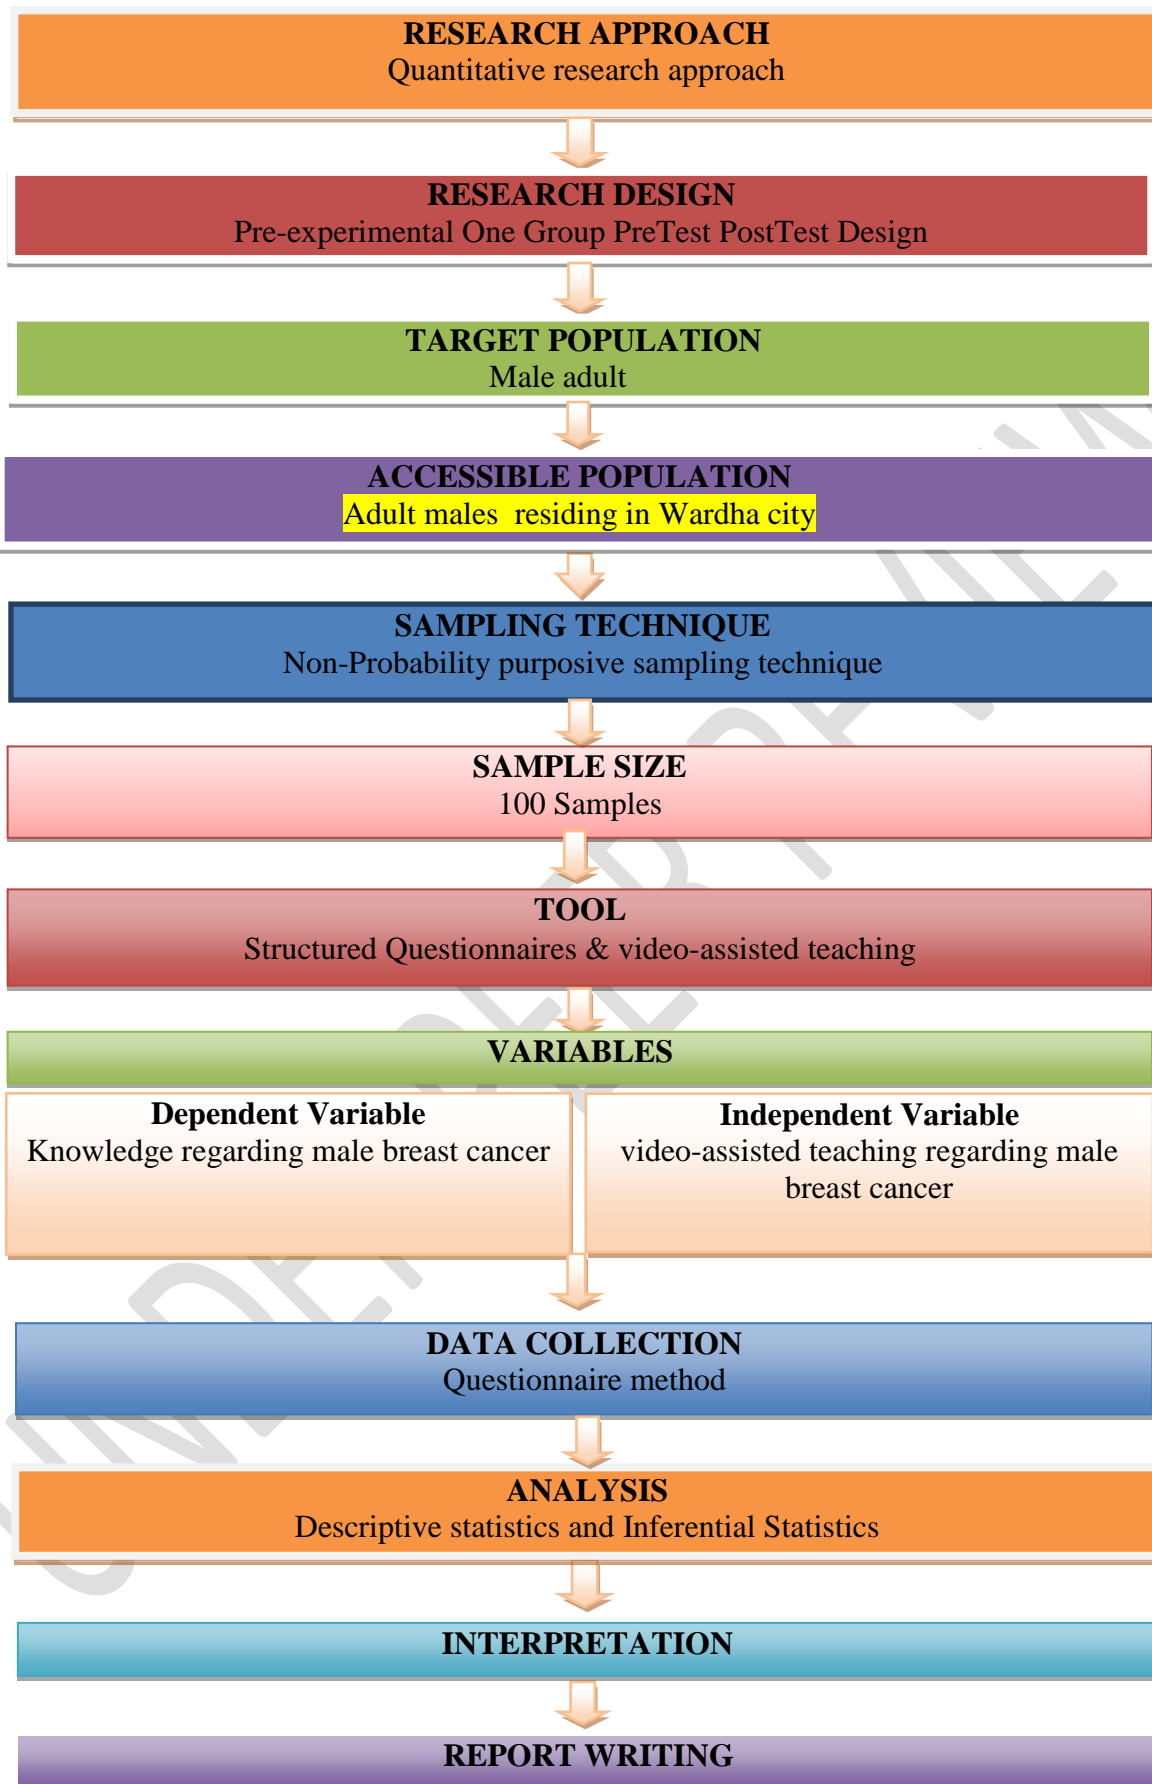 RESEARCH APPROACH
Quantitative research approach
RESEARCH DESIGN
Pre-experimental One Group PreTest PostTest Design
TARGET POPULATION
Male adult
ACCESSIBLE POPULATION
Adult males  residing in Wardha city
SAMPLING TECHNIQUE
Non-Probability purposive sampling technique
SAMPLE SIZE
100 Samples
TOOL
Structured Questionnaires & video-assisted teaching
VARIABLES
Dependent Variable
Knowledge regarding male breast cancer
Independent Variable
video-assisted teaching regarding male
breast cancer
DATA COLLECTION
Questionnaire method
ANALYSIS
Descriptive statistics and Inferential Statistics
INTERPRETATION
REPORT WRITING
UNDER PEER REVIEW